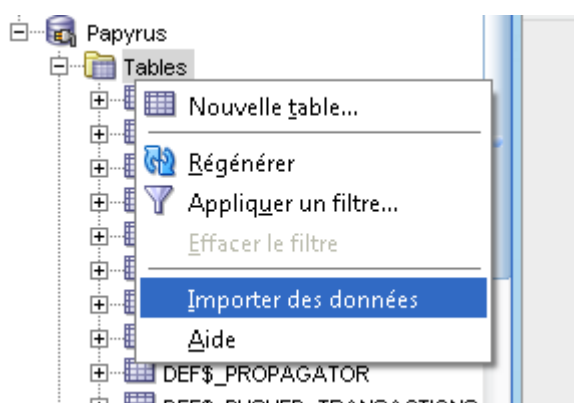 Papyrus
Tables
Nouvelle table...
Régénérer
Appliquer un filtre...
Effacer le filtre
Importer des données
Aide
DEF$_PROPAGATOR